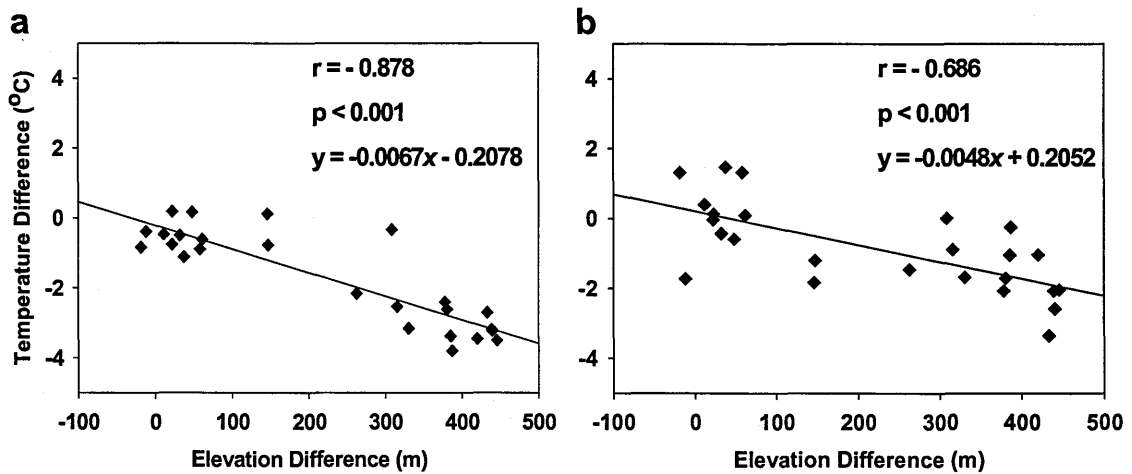 a
r = - 0.878
p < 0.001
y = -0.0067x - 0.2078
Temperature Difference (°C)
4
2
0
-2
-4
-100 0 100 200 300 400 500
Elevation Difference (m)
b
r = - 0.686
p < 0.001
y = -0.0048x + 0.2052
4
2
0
-2
-4
-100 0 100 200 300 400 500
Elevation Difference (m)